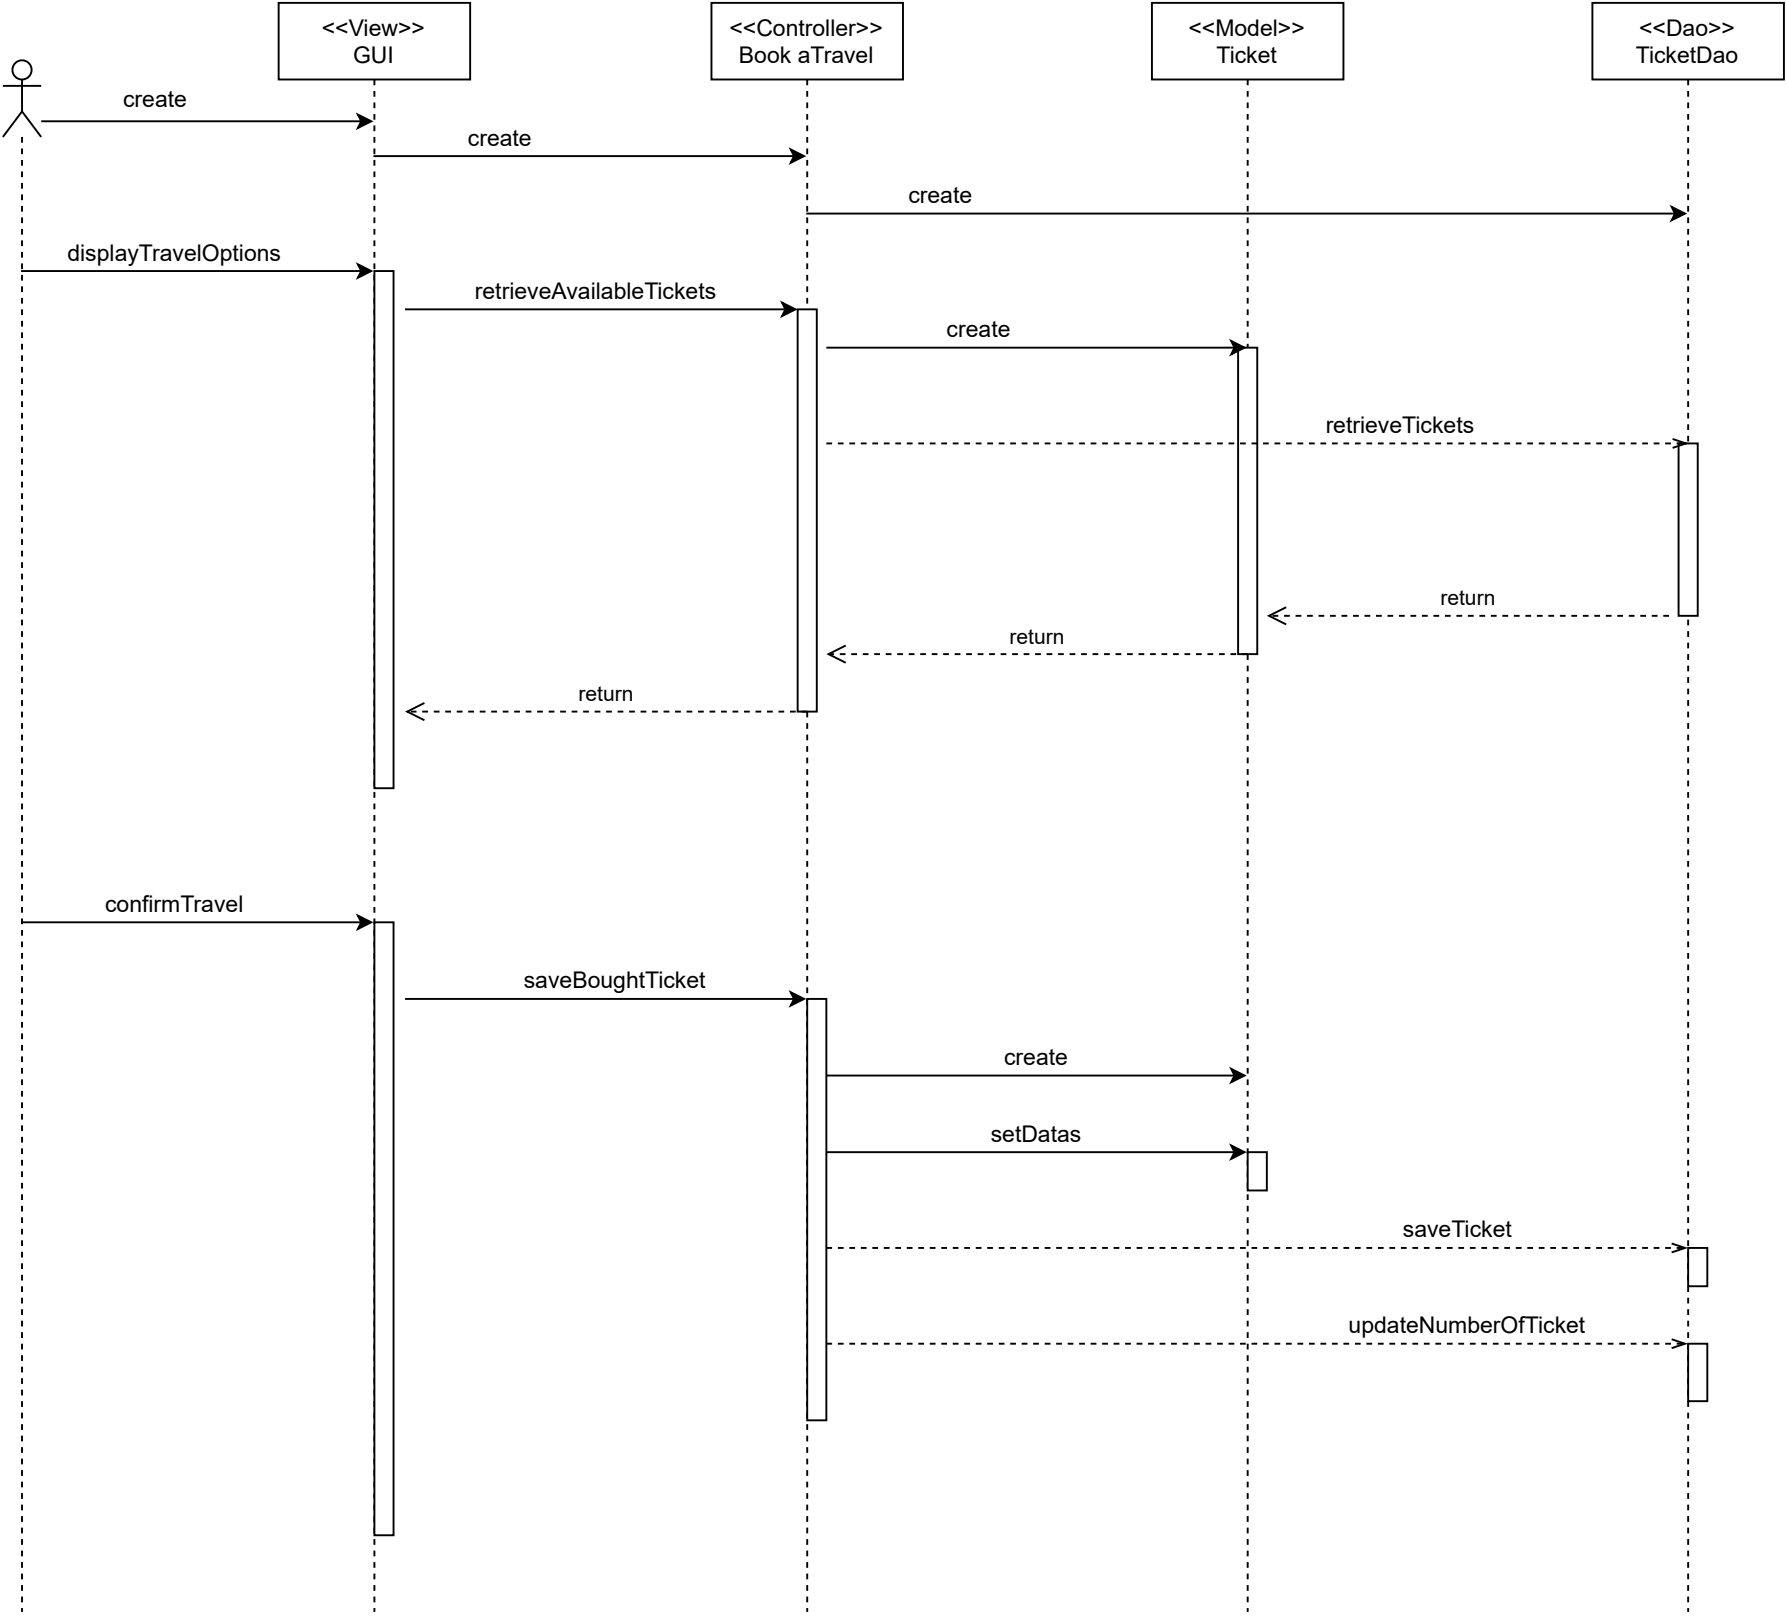 <<View>>
GUI
<<Controller>>
Book aTravel
<<Model>>
Ticket
<<Dao>>
TicketDao
create
create
create
displayTravelOptions
retrieveAvailableTickets
create
retrieveTickets
return
return
return
confirmTravel
saveBoughtTicket
create
setDatas
saveTicket
updateNumberOfTicket